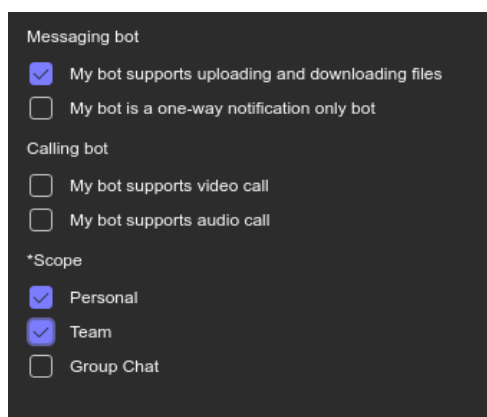 Messaging bot
My bot supports uploading and downloading files
My bot is a one-way notification only bot
Calling bot
My bot supports video call
My bot supports audio call
*Scope
Personal
Team
Group Chat